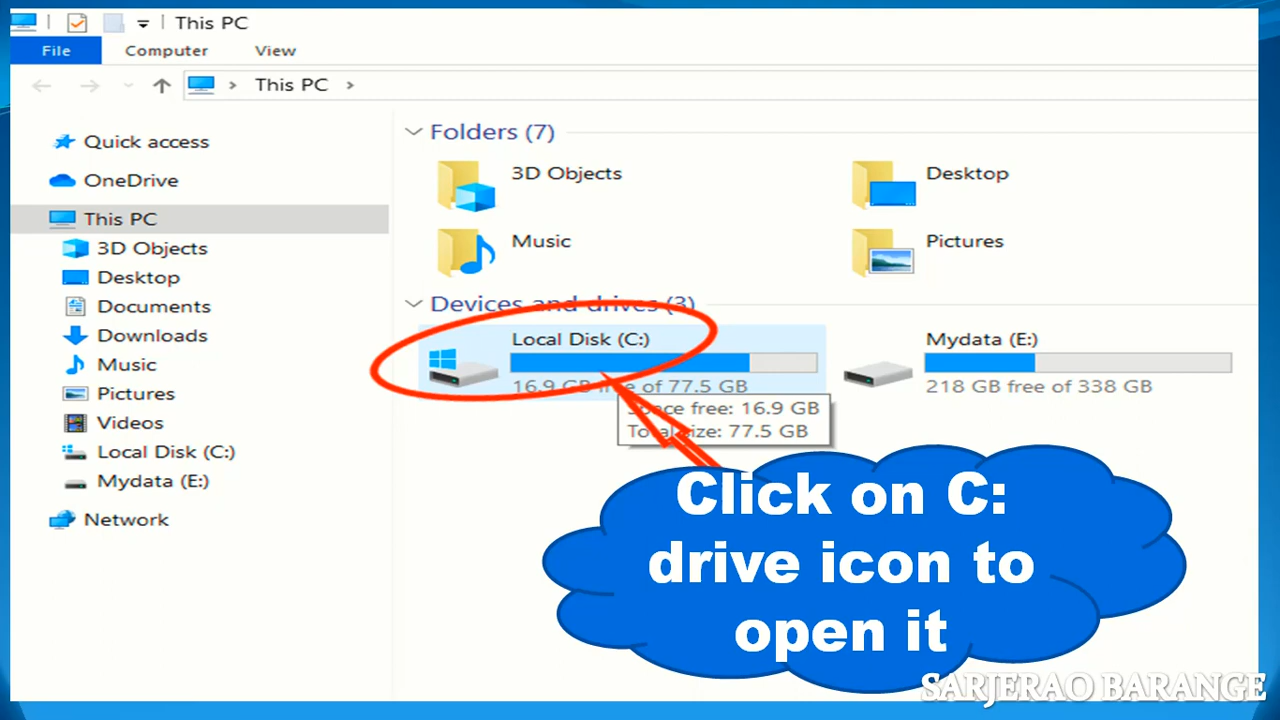 This PC
File Computer View
This PC
Quick access
OneDrive
This PC
3D Objects
Desktop
Documents
Downloads
Music
Pictures
Videos
Local Disk (C:)
Mydata (E:)
Network
Folders (7)
3D Objects
Desktop
Music
Pictures
Devices and drives (3)
Local Disk (C:)
16.9 GB free of 77.5 GB
Mydata (E:)
218 GB free of 338 GB
Space free: 16.9 GB
Total size: 77.5 GB
Click on C:
drive icon to
open it
SARJERAO BARANGE